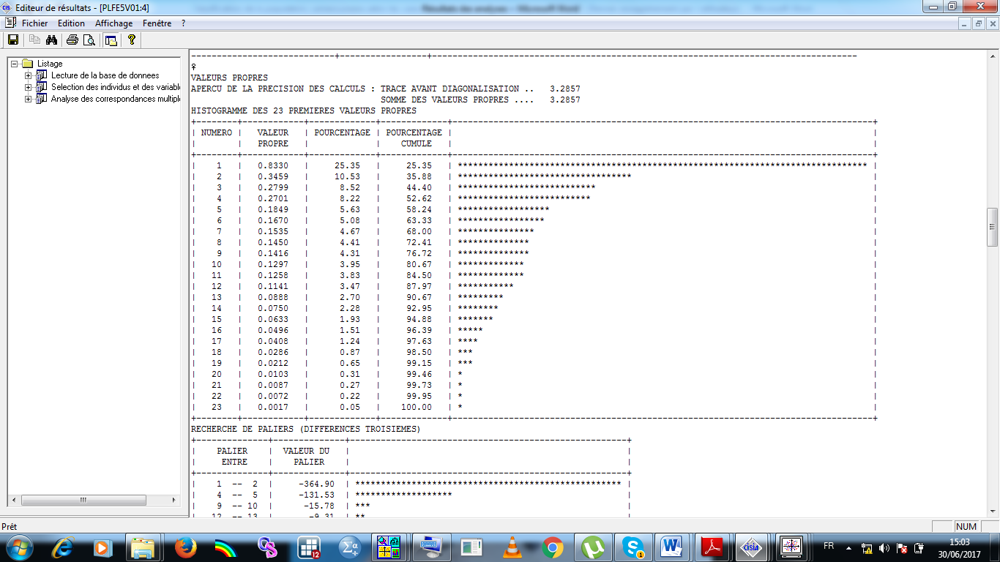 Editeur de résultats - [PLFE5V01:4]
Fichier Edition Affichage Fenêtre ?
Listage
Lecture de la base de donnees
Selection des individus et des variable
Analyse des correspondances multipl
VALEURS PROPRES
APERCU DE LA PRECISION DES CALCULS : TRACE AVANT DIAGONALISATION .. 3.2857
SOMME DES VALEURS PROPRES .... 3.2857
HISTOGRAMME DES 23 PREMIERES VALEURS PROPRES
| NUMERO | VALEUR | POURCENTAGE | POURCENTAGE |
| | PROPRE | | CUMULE |
| 1 | 0.8330 | 25.35 | 25.35 | ********************************************************************************
| 2 | 0.3459 | 10.53 | 35.88 | **********************************
| 3 | 0.2799 | 8.52 | 44.40 | ***************************
| 4 | 0.2701 | 8.22 | 52.62 | **************************
| 5 | 0.1849 | 5.63 | 58.24 | ******************
| 6 | 0.1670 | 5.08 | 63.33 | *****************
| 7 | 0.1535 | 4.67 | 68.00 | ***************
| 8 | 0.1450 | 4.41 | 72.41 | **************
| 9 | 0.1416 | 4.31 | 76.72 | **************
| 10 | 0.1297 | 3.95 | 80.67 | *************
| 11 | 0.1258 | 3.83 | 84.50 | *************
| 12 | 0.1141 | 3.47 | 87.97 | ***********
| 13 | 0.0888 | 2.70 | 90.67 | *********
| 14 | 0.0750 | 2.28 | 92.95 | ********
| 15 | 0.0633 | 1.93 | 94.88 | *******
| 16 | 0.0496 | 1.51 | 96.39 | *****
| 17 | 0.0408 | 1.24 | 97.63 | ****
| 18 | 0.0286 | 0.87 | 98.50 | ***
| 19 | 0.0212 | 0.65 | 99.15 | ***
| 20 | 0.0103 | 0.31 | 99.46 | *
| 21 | 0.0087 | 0.27 | 99.73 | *
| 22 | 0.0072 | 0.22 | 99.95 | *
| 23 | 0.0017 | 0.05 | 100.00 | *
RECHERCHE DE PALIERS (DIFFERENCES TROISIEMES)
| PALIER | VALEUR DU |
| ENTRE | PALIER |
| 1 -- 2 | -364.90 | ****************************************************
| 4 -- 5 | -131.53 | *******************
| 9 -- 10 | -15.78 | ***
| 12 -- 13 | -9.31 | **
Prêt
NUM
FR
15:03
30/06/2017